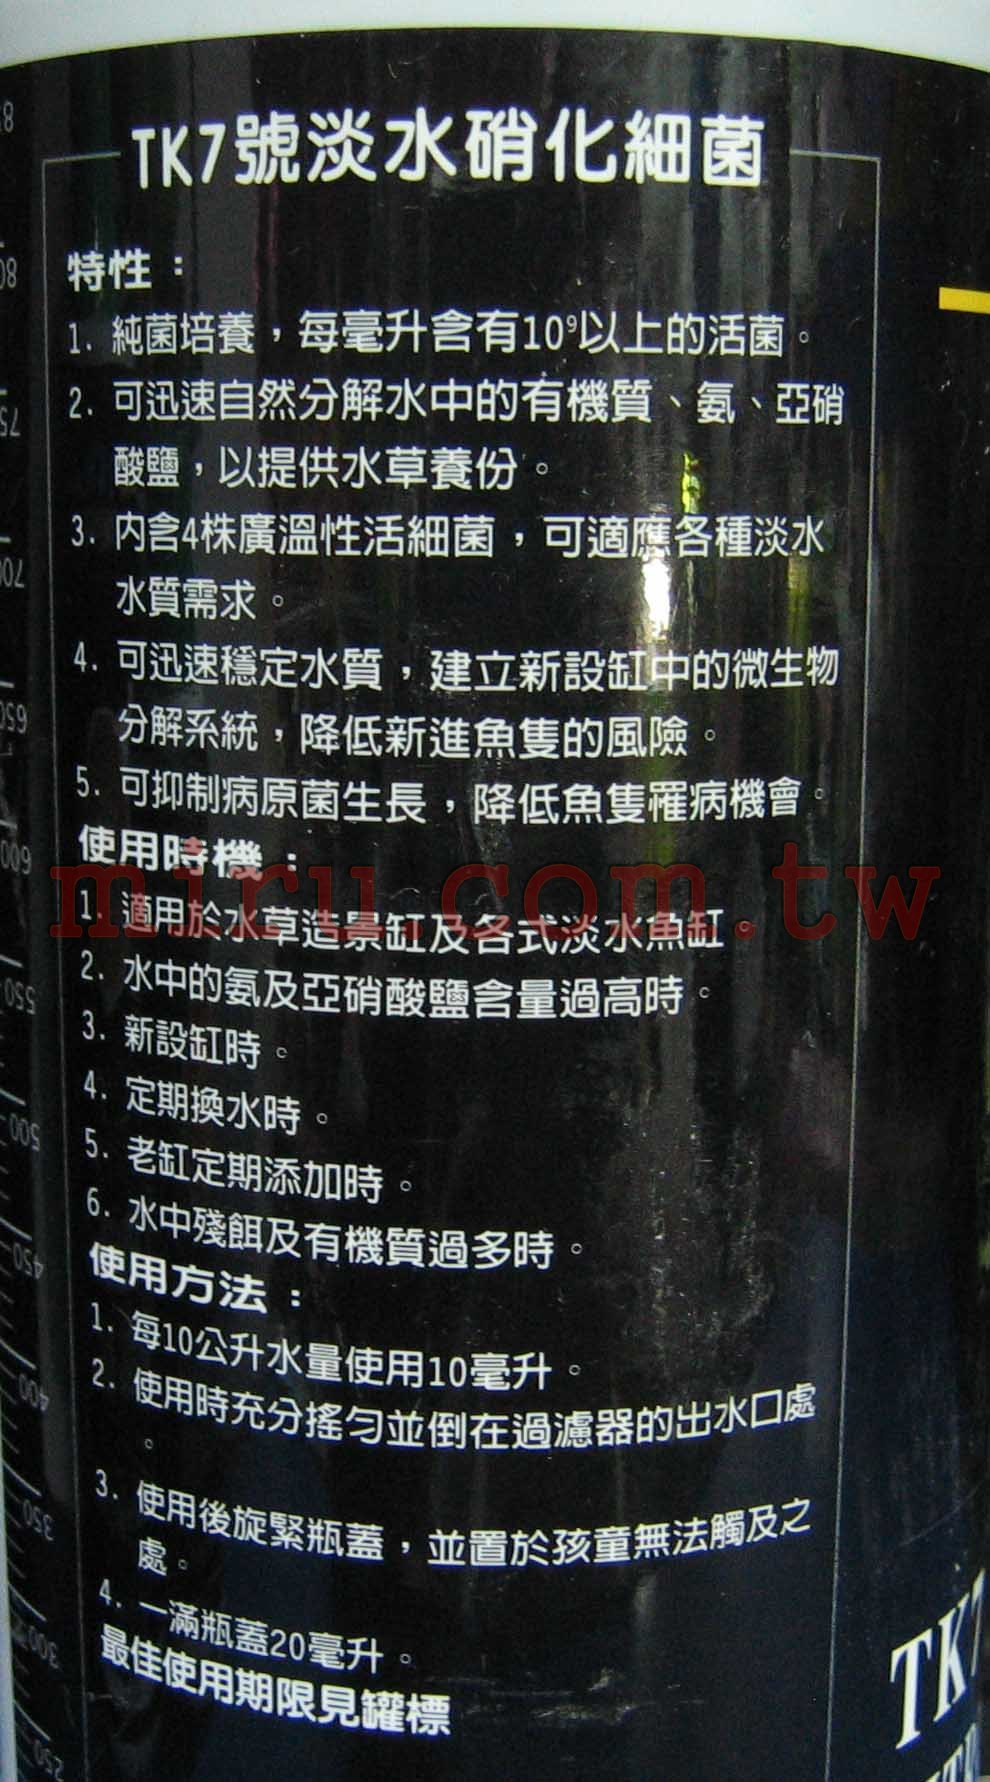 TK7號淡水硝化細菌
特性：
1. 純菌培養，每毫升含有10⁹以上的活菌。
2. 可迅速自然分解水中的有機質、氨、亞硝
酸鹽，以提供水草養份。
3. 內含4株廣溫性活細菌，可適應各種淡水
水質需求。
4. 可迅速穩定水質，建立新設缸中的微生物
分解系統，降低新進魚隻的風險。
5. 可抑制病原菌生長，降低魚隻罹病機會。
使用時機：
miru.com.tw
1. 適用於水草造景缸及各式淡水魚缸。
2. 水中的氨及亞硝酸鹽含量過高時。
3. 新設缸時。
4. 定期換水時。
5. 老缸定期添加時。
6. 水中殘餌及有機質過多時。
使用方法：
1. 每10公升水量使用10毫升。
2. 使用時充分搖勻並倒在過濾器的出水口處
。
3. 使用後旋緊瓶蓋，並置於孩童無法觸及之
處。
4. 一滿瓶蓋20毫升。
最佳使用期限見罐標
TK7
650
600
550
500
450
400
350
300
250